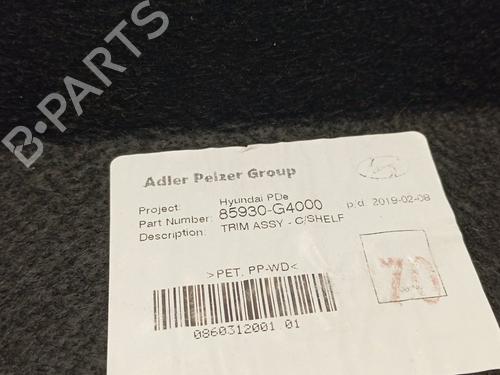 B-PARTS
Adler Pelzer Group
Project: Hyundai PDe
Part Number: 85930-G4000 p/d: 2019-02-08
Description: TRIM ASSY - C/SHELF
>PET, PP-WD<
70
0860312001 01